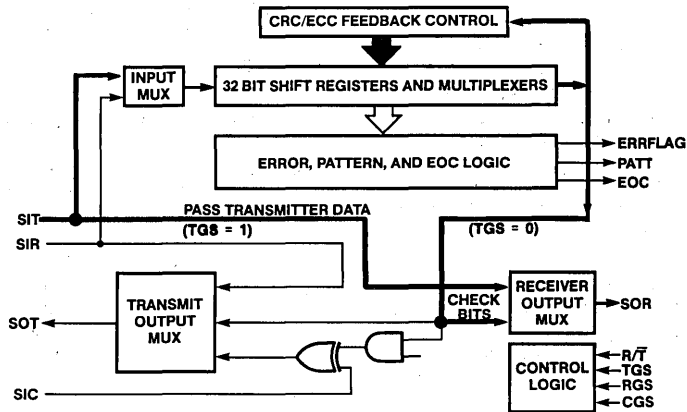 CRC/ECC FEEDBACK CONTROL
INPUT
MUX
32 BIT SHIFT REGISTERS AND MULTIPLEXERS
ERROR, PATTERN, AND EOC LOGIC
ERRFLAG
PATT
EOC
SIT
PASS TRANSMITTER DATA
(TGS = 1)
(TGS = 0)
SIR
TRANSMIT
OUTPUT
MUX
SOT
CHECK
BITS
RECEIVER
OUTPUT
MUX
SOR
SIC
CONTROL
LOGIC
R/T̅
TGS
RGS
CGS